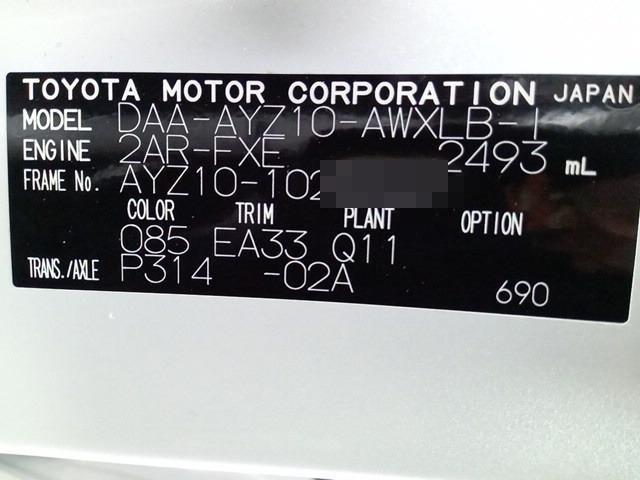 TOYOTA MOTOR CORPORATION JAPAN
MODEL DAA-AYZ10-AWXLB-I
ENGINE 2AR-FXE 2493 mL
FRAME No. AYZ10-102
COLOR TRIM PLANT OPTION
085 EA33 Q11
TRANS./AXLE P314 -02A
690